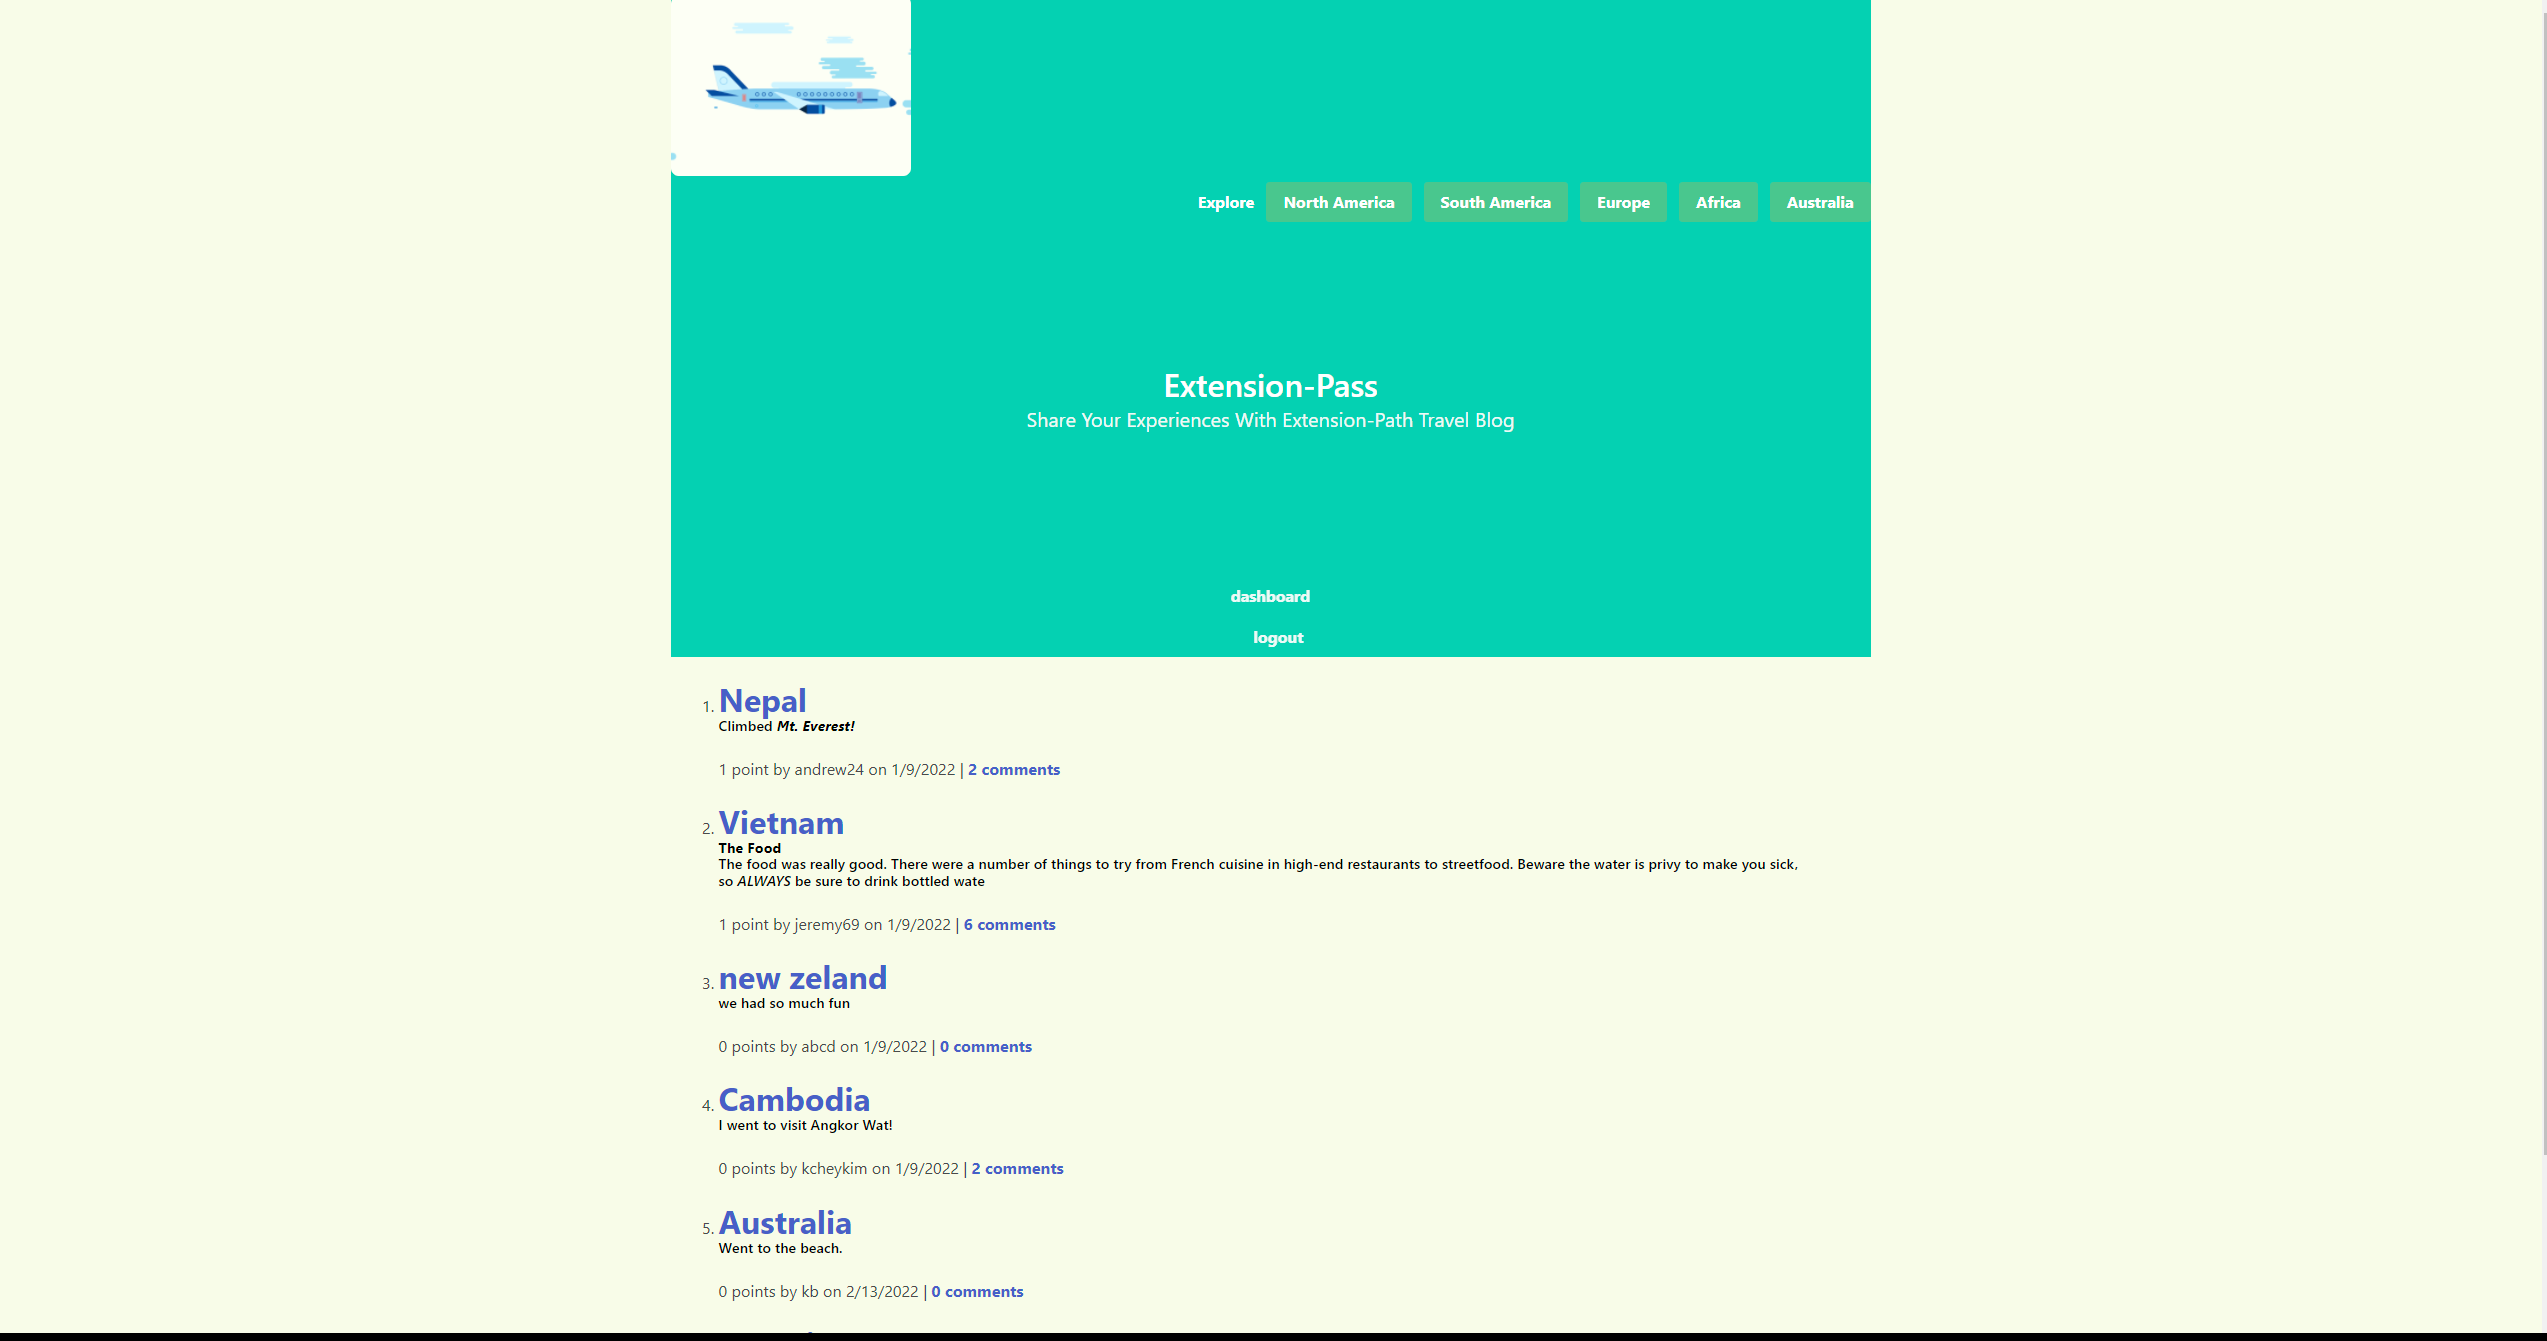 Explore North America South America Europe Africa Australia
Extension-Pass
Share Your Experiences With Extension-Path Travel Blog
dashboard
logout
1. Nepal
Climbed Mt. Everest!
1 point by andrew24 on 1/9/2022 | 2 comments
2. Vietnam
The Food
The food was really good. There were a number of things to try from French cuisine in high-end restaurants to streetfood. Beware the water is privy to make you sick,
so ALWAYS be sure to drink bottled wate
1 point by jeremy69 on 1/9/2022 | 6 comments
3. new zeland
we had so much fun
0 points by abcd on 1/9/2022 | 0 comments
4. Cambodia
I went to visit Angkor Wat!
0 points by kcheykim on 1/9/2022 | 2 comments
5. Australia
Went to the beach.
0 points by kb on 2/13/2022 | 0 comments